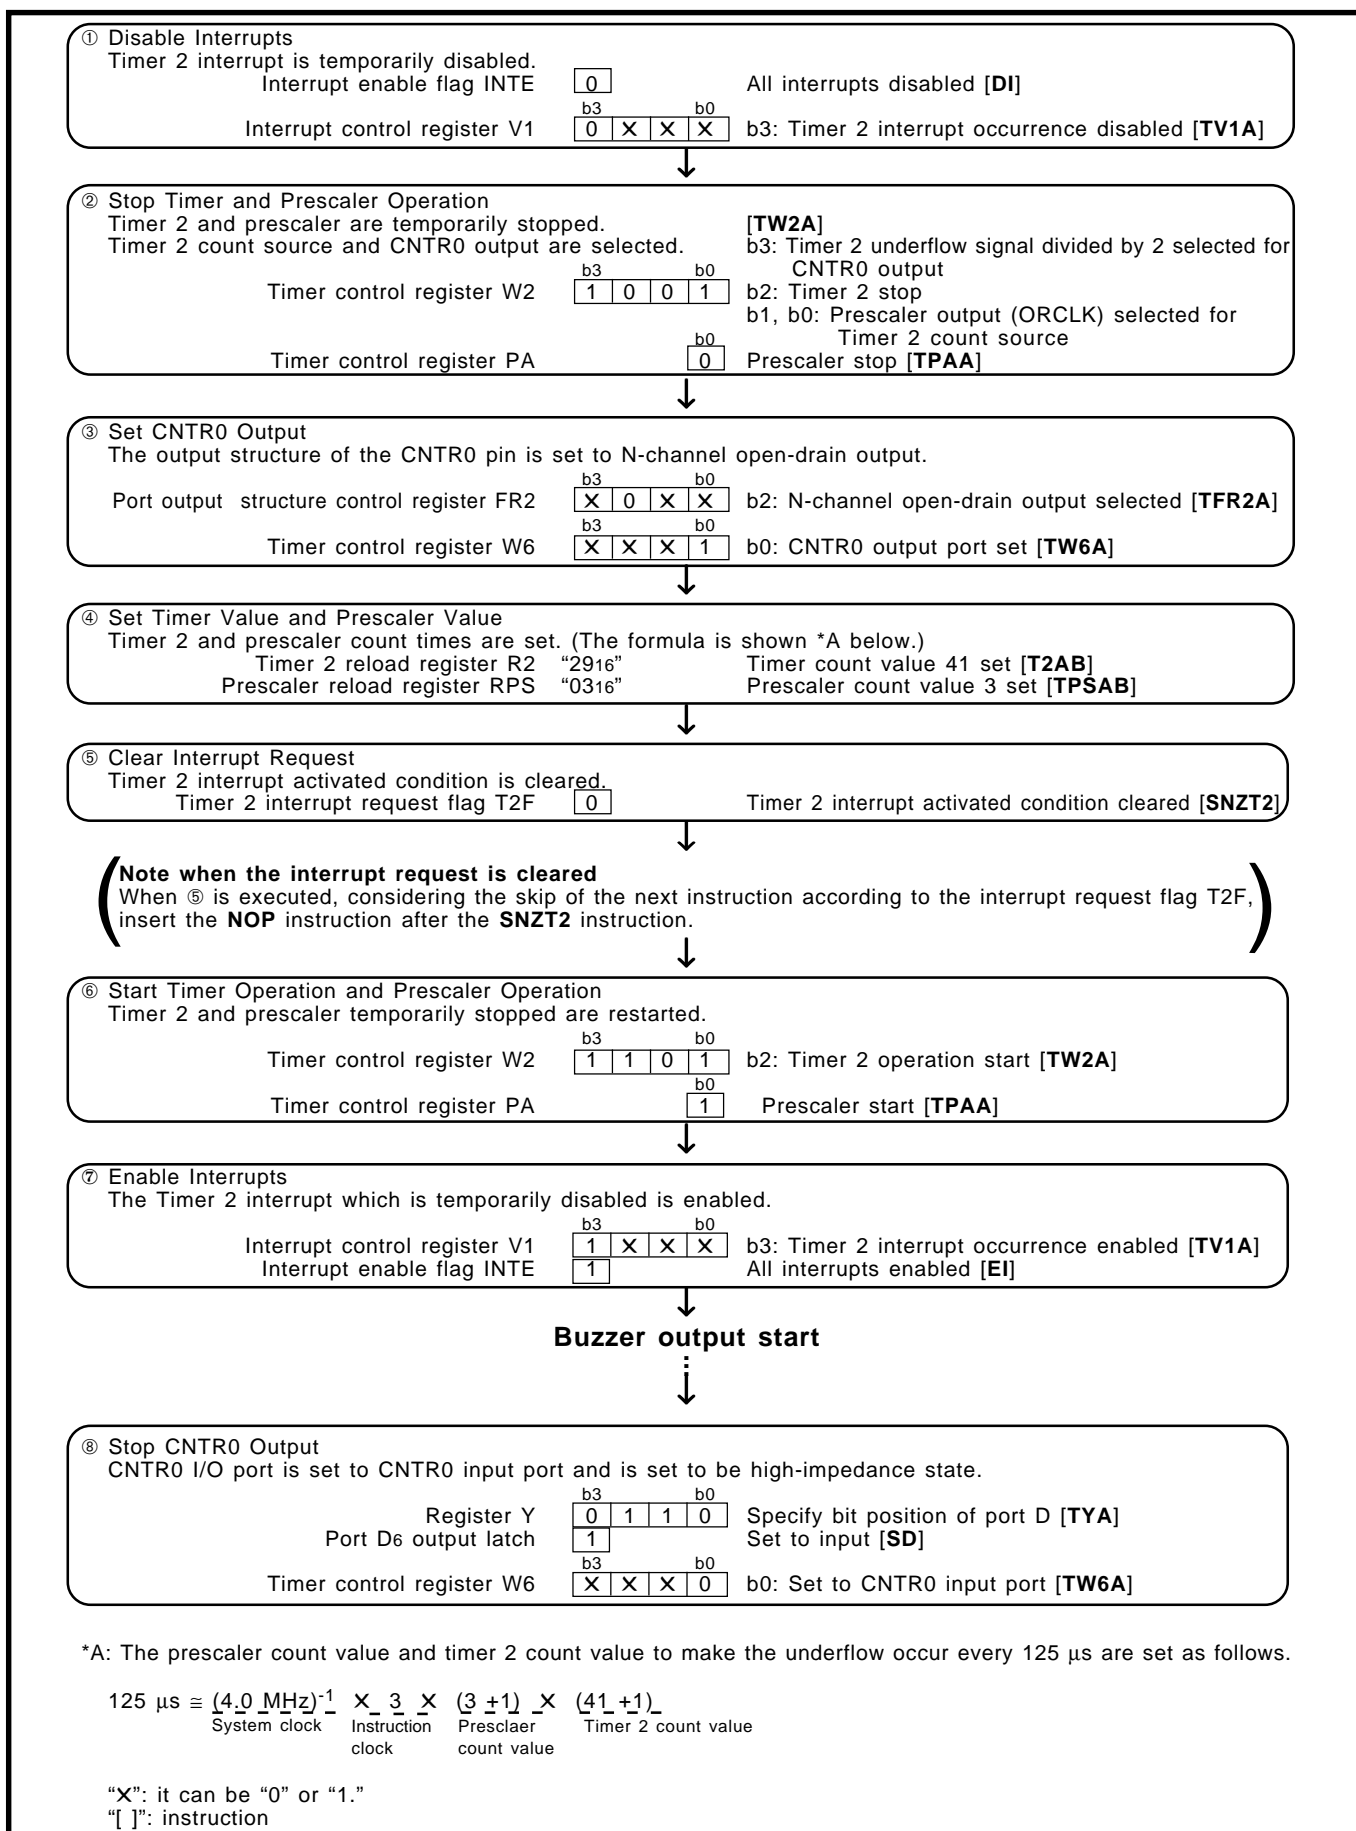 ① Disable Interrupts
Timer 2 interrupt is temporarily disabled.
Interrupt enable flag INTE 0 All interrupts disabled [DI]
b3 b0
Interrupt control register V1 0 ✕ ✕ ✕ b3: Timer 2 interrupt occurrence disabled [TV1A]
② Stop Timer and Prescaler Operation
Timer 2 and prescaler are temporarily stopped. [TW2A]
Timer 2 count source and CNTR0 output are selected. b3: Timer 2 underflow signal divided by 2 selected for
b3 b0 CNTR0 output
Timer control register W2 1 0 0 1 b2: Timer 2 stop
b1, b0: Prescaler output (ORCLK) selected for
b0 Timer 2 count source
Timer control register PA 0 Prescaler stop [TPAA]
③ Set CNTR0 Output
The output structure of the CNTR0 pin is set to N-channel open-drain output.
b3 b0
Port output structure control register FR2 ✕ 0 ✕ ✕ b2: N-channel open-drain output selected [TFR2A]
b3 b0
Timer control register W6 ✕ ✕ ✕ 1 b0: CNTR0 output port set [TW6A]
④ Set Timer Value and Prescaler Value
Timer 2 and prescaler count times are set. (The formula is shown *A below.)
Timer 2 reload register R2 “2916” Timer count value 41 set [T2AB]
Prescaler reload register RPS “0316” Prescaler count value 3 set [TPSAB]
⑤ Clear Interrupt Request
Timer 2 interrupt activated condition is cleared.
Timer 2 interrupt request flag T2F 0 Timer 2 interrupt activated condition cleared [SNZT2]
Note when the interrupt request is cleared
When ⑤ is executed, considering the skip of the next instruction according to the interrupt request flag T2F,
insert the NOP instruction after the SNZT2 instruction.
⑥ Start Timer Operation and Prescaler Operation
Timer 2 and prescaler temporarily stopped are restarted.
b3 b0
Timer control register W2 1 1 0 1 b2: Timer 2 operation start [TW2A]
b0
Timer control register PA 1 Prescaler start [TPAA]
⑦ Enable Interrupts
The Timer 2 interrupt which is temporarily disabled is enabled.
b3 b0
Interrupt control register V1 1 ✕ ✕ ✕ b3: Timer 2 interrupt occurrence enabled [TV1A]
Interrupt enable flag INTE 1 All interrupts enabled [EI]
Buzzer output start
⑧ Stop CNTR0 Output
CNTR0 I/O port is set to CNTR0 input port and is set to be high-impedance state.
b3 b0
Register Y 0 1 1 0 Specify bit position of port D [TYA]
Port D6 output latch 1 Set to input [SD]
b3 b0
Timer control register W6 ✕ ✕ ✕ 0 b0: Set to CNTR0 input port [TW6A]
*A: The prescaler count value and timer 2 count value to make the underflow occur every 125 μs are set as follows.
125 μs ≅ (4.0 MHz)-1 ✕ 3 ✕ (3 +1) ✕ (41 +1)
System clock Instruction Presclaer Timer 2 count value
clock count value
“✕”: it can be “0” or “1.”
“[ ]”: instruction